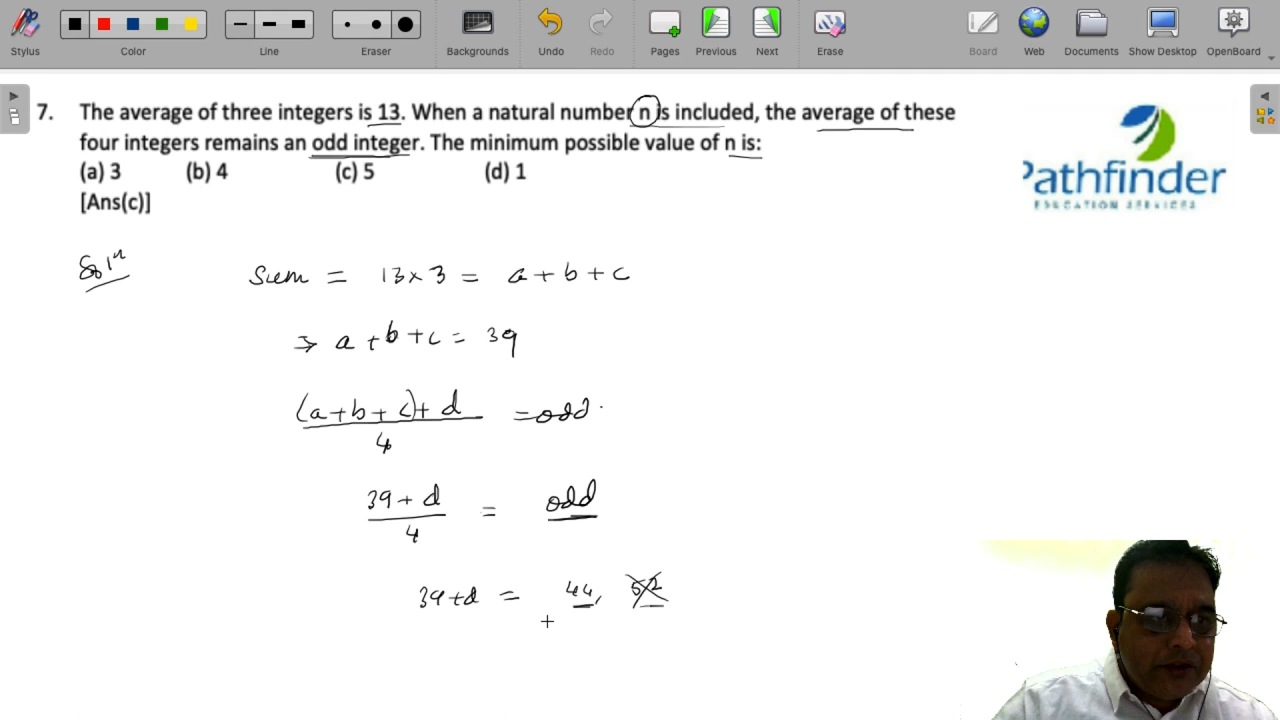 Stylus Color Line Eraser Backgrounds Undo Redo Pages Previous Next Erase Board Web Documents Show Desktop OpenBoard
7. The average of three integers is 13. When a natural number n is included, the average of these
four integers remains an odd integer. The minimum possible value of n is:
(a) 3 (b) 4 (c) 5 (d) 1
[Ans(c)]
Pathfinder
EDUCATION SERVICES
Sol^n
Sum = 13 × 3 = a + b + c
⇒ a + b + c = 39
(a + b + c) + d / 4 = odd.
39 + d / 4 = odd
39 + d = 44, 52